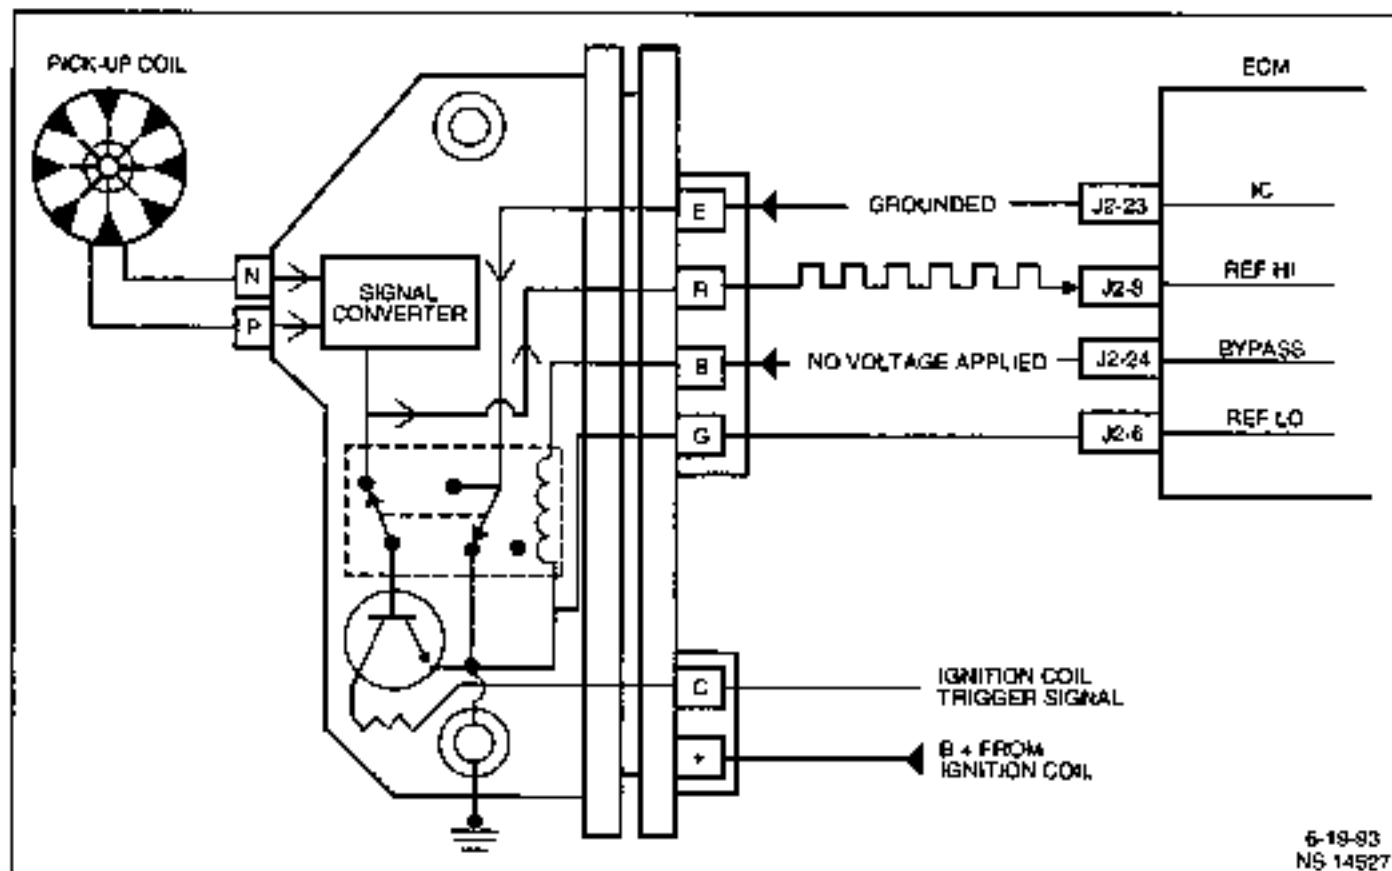 PICK-UP COIL
ECM
E
GROUNDED
J2-23
IC
N
SIGNAL
CONVERTER
R
J2-9
REF HI
P
B
NO VOLTAGE APPLIED
J2-24
BYPASS
G
J2-6
REF LO
C
IGNITION COIL
TRIGGER SIGNAL
+
B + FROM
IGNITION COIL
6-19-93
NS 14527